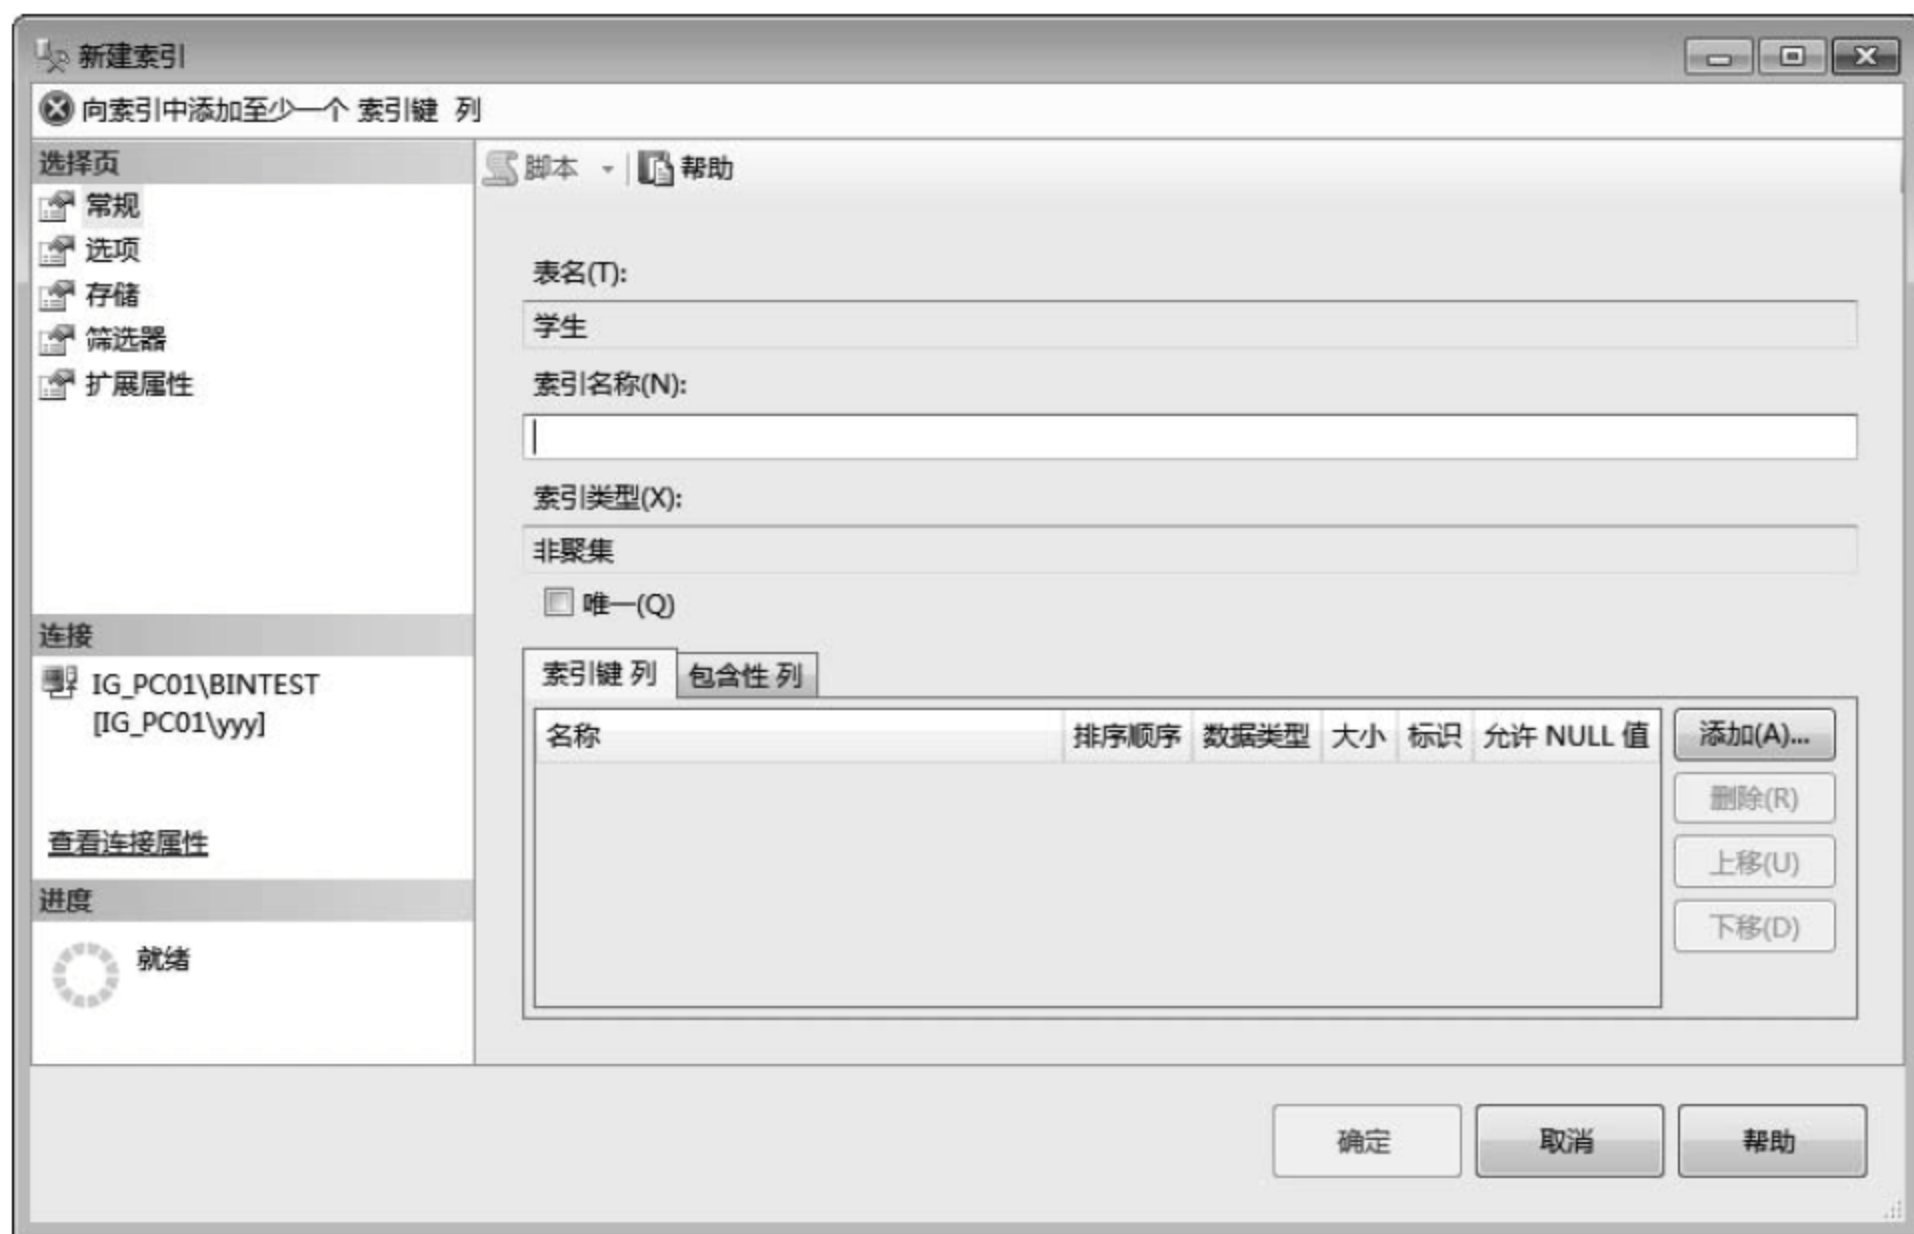 新建索引
向索引中添加至少一个 索引键 列
选择页
常规
选项
存储
筛选器
扩展属性
连接
IG_PC01\BINTEST
[IG_PC01\yyy]
查看连接属性
进度
就绪
脚本 帮助
表名(T):
学生
索引名称(N):
索引类型(X):
非聚集
唯一(Q)
索引键 列 包含性 列
名称 排序顺序 数据类型 大小 标识 允许 NULL 值
添加(A)...
删除(R)
上移(U)
下移(D)
确定 取消 帮助